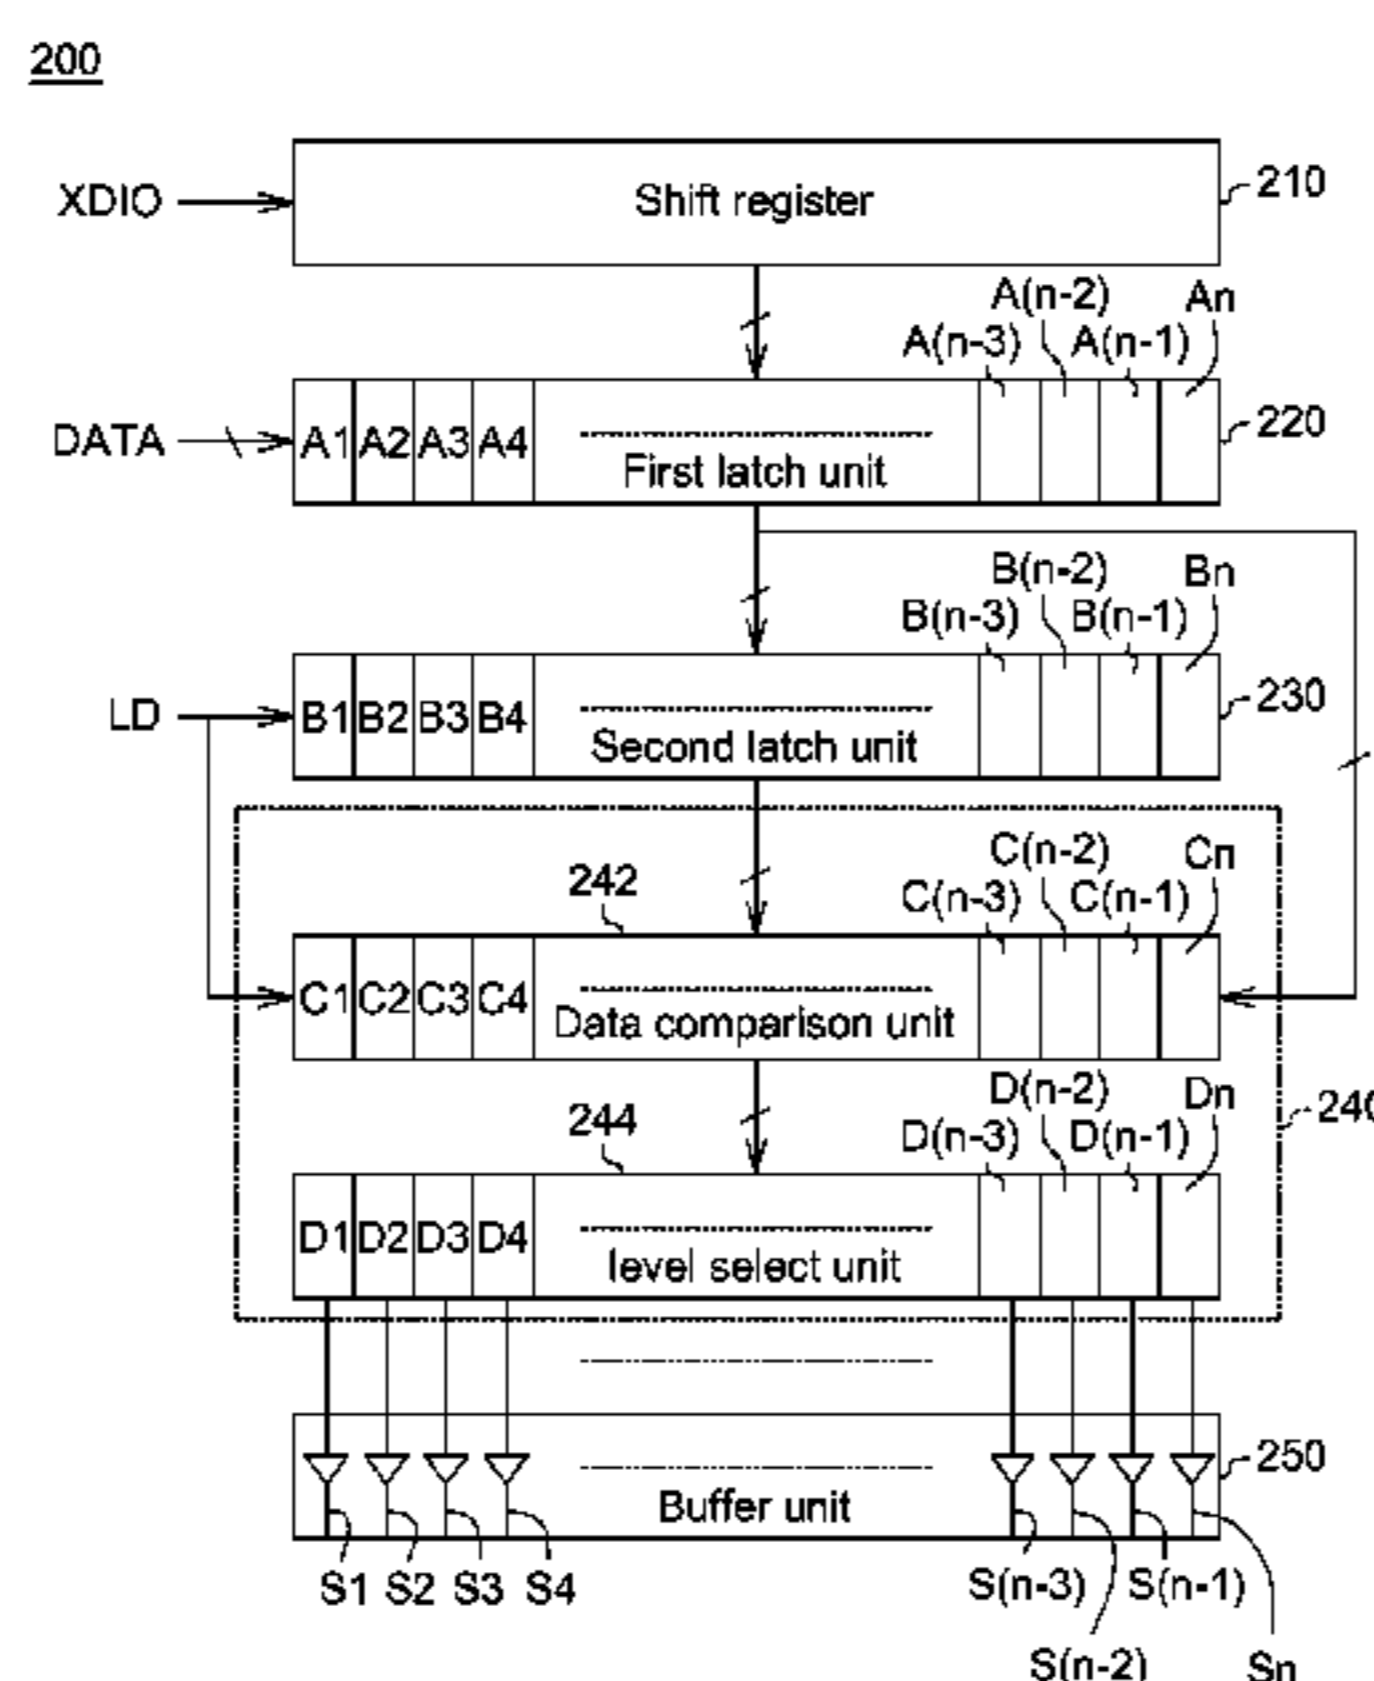 200
XDIO
Shift register
210
A(n-2) An
A(n-3) A(n-1)
DATA
A1 A2 A3 A4
First latch unit
220
B(n-2) Bn
B(n-3) B(n-1)
LD
B1 B2 B3 B4
Second latch unit
230
C(n-2) Cn
242
C(n-3) C(n-1)
C1 C2 C3 C4
Data comparison unit
D(n-2) Dn
240
244
D(n-3) D(n-1)
D1 D2 D3 D4
level select unit
250
Buffer unit
S1 S2 S3 S4
S(n-3) S(n-1)
S(n-2) Sn